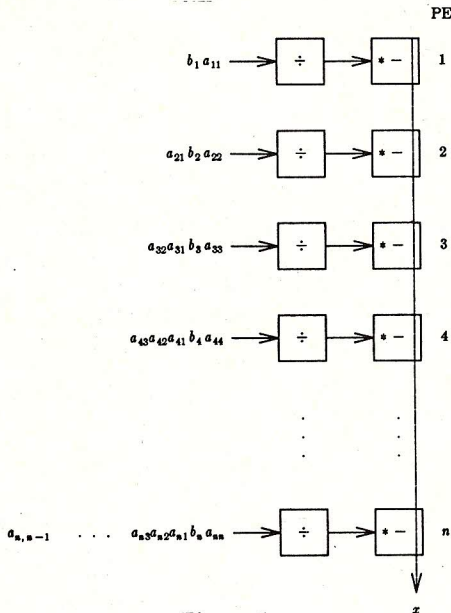 PE
b₁ a₁₁ ÷ * − 1
a₂₁ b₂ a₂₂ ÷ * − 2
a₃₂ a₃₁ b₃ a₃₃ ÷ * − 3
a₄₃ a₄₂ a₄₁ b₄ a₄₄ ÷ * − 4
. .
. .
. .
aₙ,ₙ₋₁ . . . aₙ₃ aₙ₂ aₙ₁ bₙ aₙₙ ÷ * − n
x